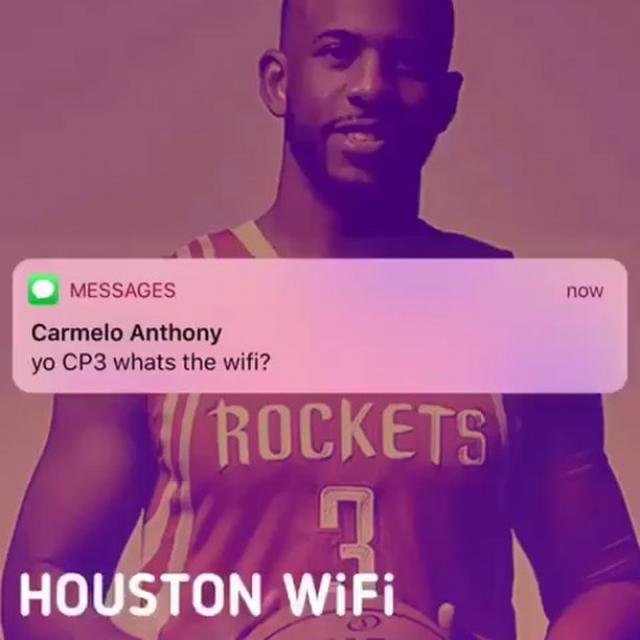 MESSAGES now
Carmelo Anthony
yo CP3 whats the wifi?
ROCKETS
3
HOUSTON WiFi